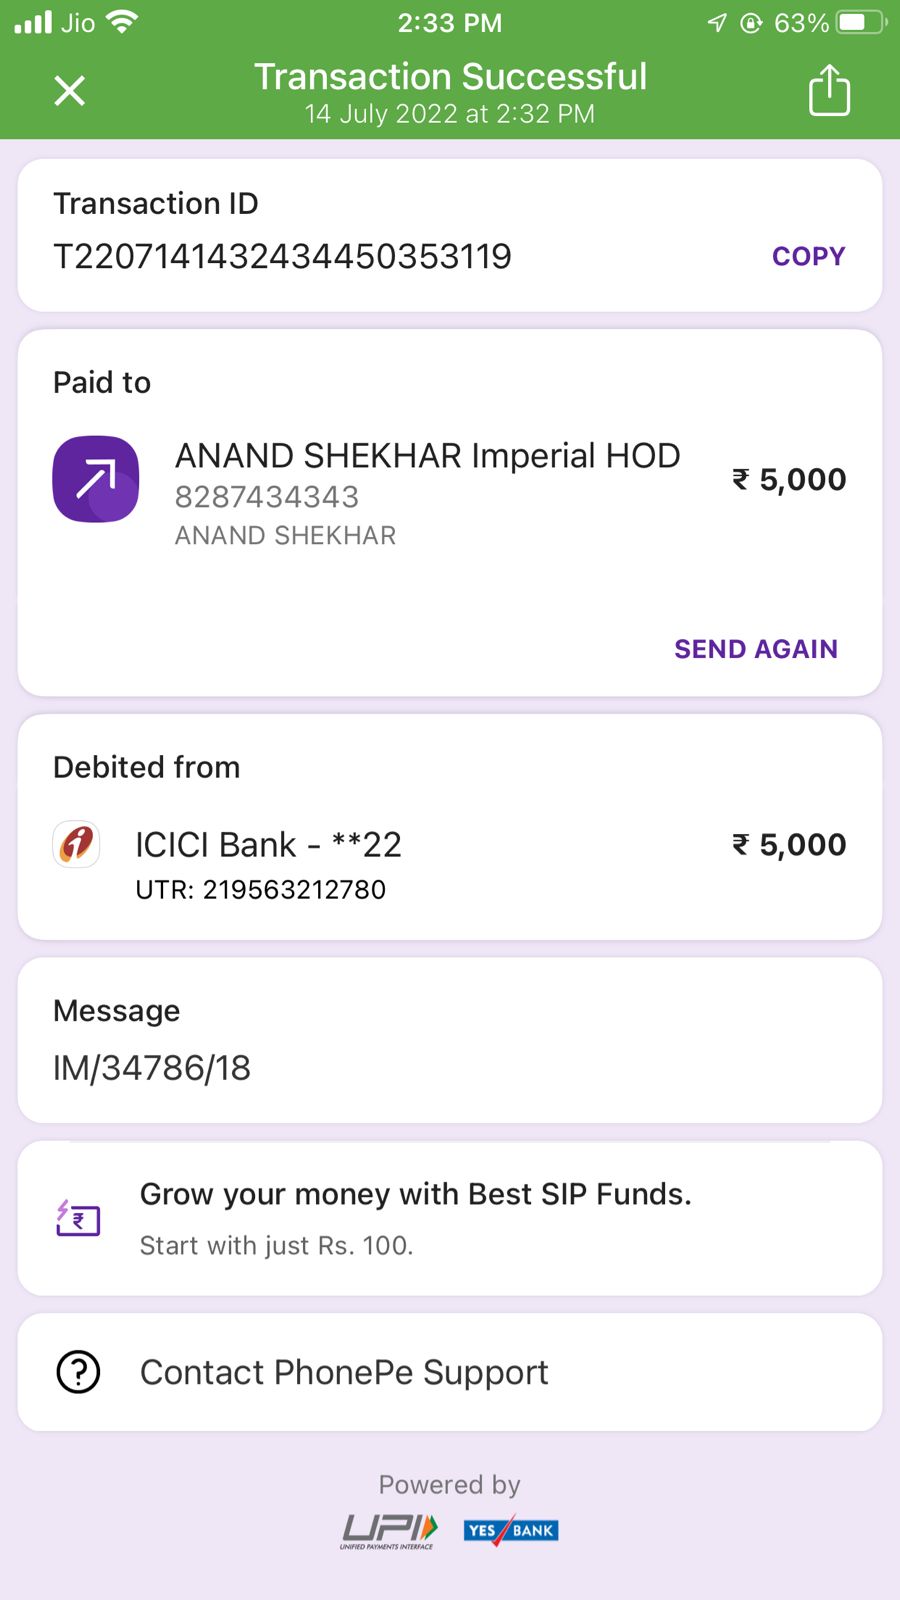 Jio 2:33 PM 63%
Transaction Successful
14 July 2022 at 2:32 PM
Transaction ID
T2207141432434450353119 COPY
Paid to
ANAND SHEKHAR Imperial HOD
8287434343
ANAND SHEKHAR
₹ 5,000
SEND AGAIN
Debited from
ICICI Bank - **22 ₹ 5,000
UTR: 219563212780
Message
IM/34786/18
Grow your money with Best SIP Funds.
Start with just Rs. 100.
Contact PhonePe Support
Powered by
UPI YES BANK
UNIFIED PAYMENTS INTERFACE